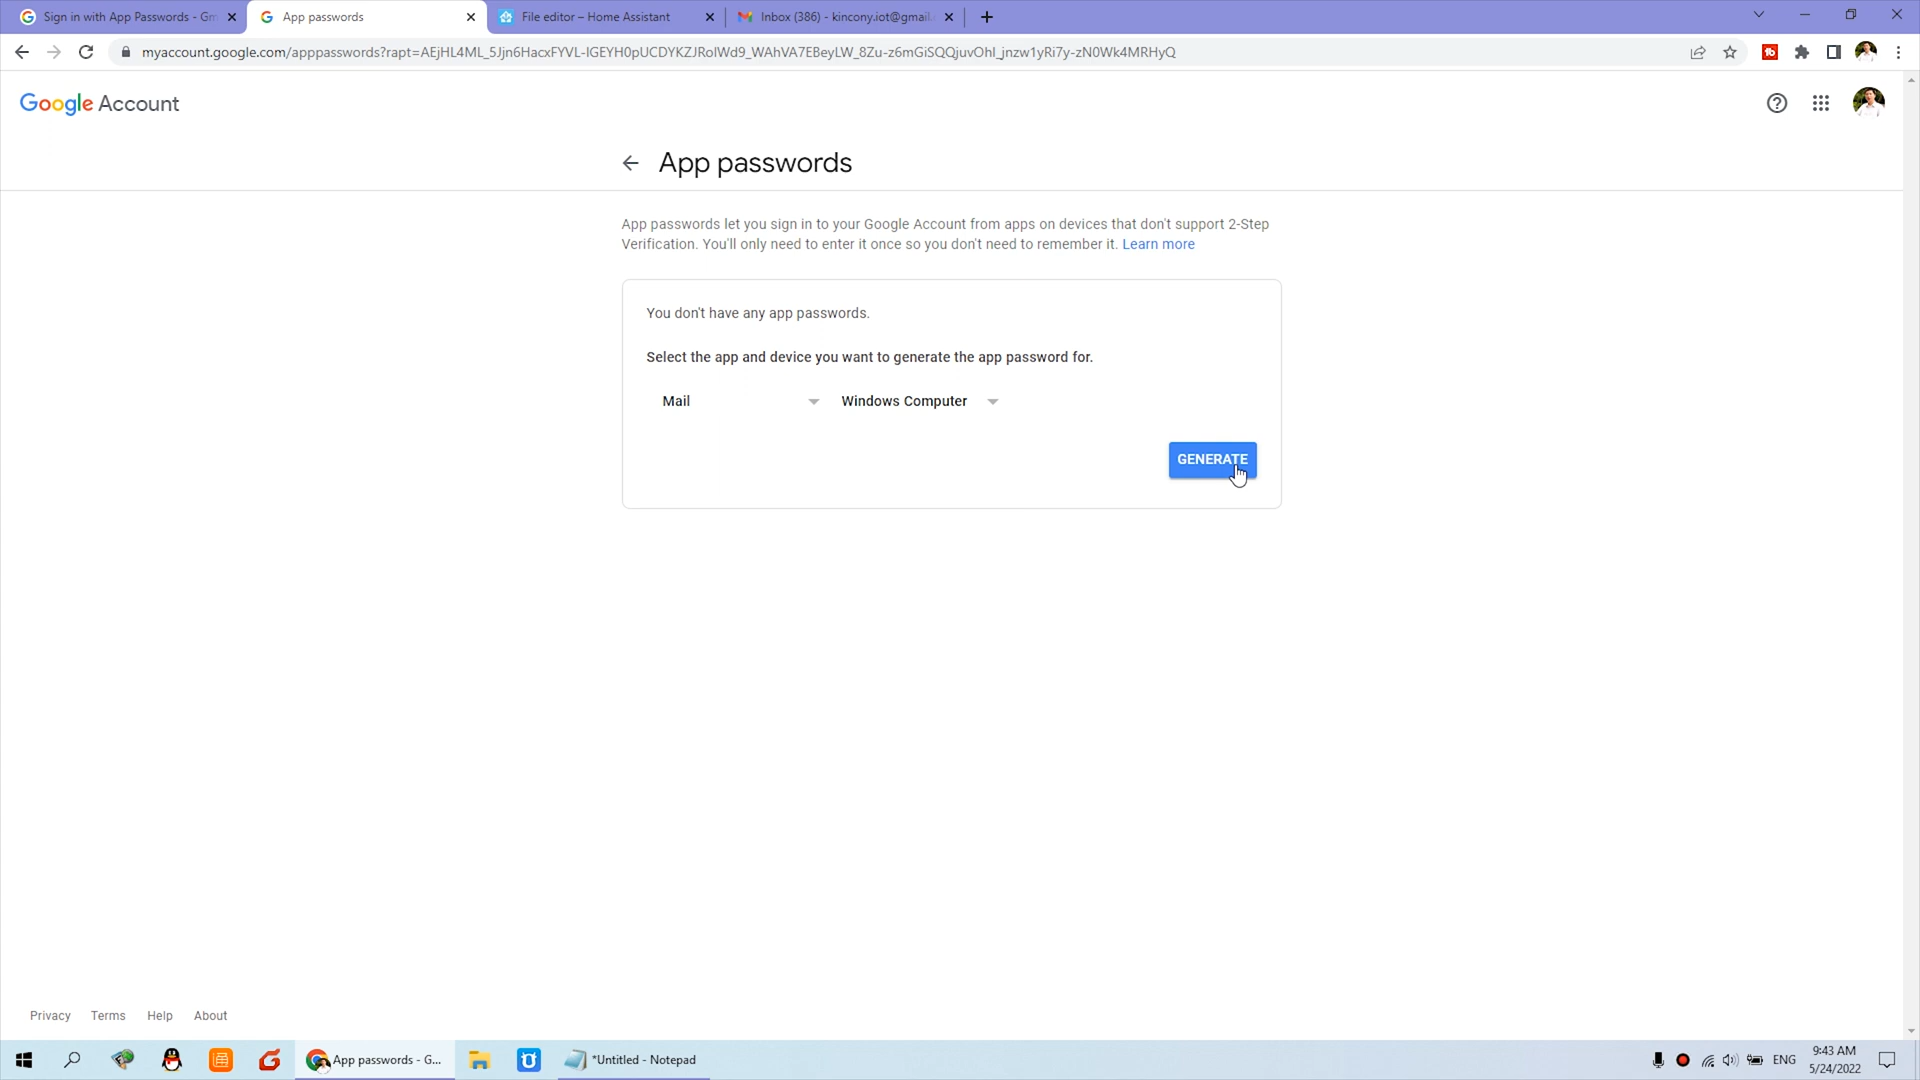 Sign in with App Passwords - Gm
App passwords
File editor – Home Assistant
Inbox (386) - kincony.iot@gmail.
myaccount.google.com/apppasswords?rapt=AEjHL4ML_5Jjn6HacxFYVL-IGEYH0pUCDYKZJRolWd9_WAhVA7EBeyLW_8Zu-z6mGiSQQjuvOhl_jnzw1yRi7y-zN0Wk4MRHyQ
Google Account
App passwords
App passwords let you sign in to your Google Account from apps on devices that don't support 2-Step
Verification. You'll only need to enter it once so you don't need to remember it. Learn more
You don't have any app passwords.
Select the app and device you want to generate the app password for.
Mail
Windows Computer
GENERATE
Privacy
Terms
Help
About
App passwords - G...
*Untitled - Notepad
ENG
9:43 AM
5/24/2022